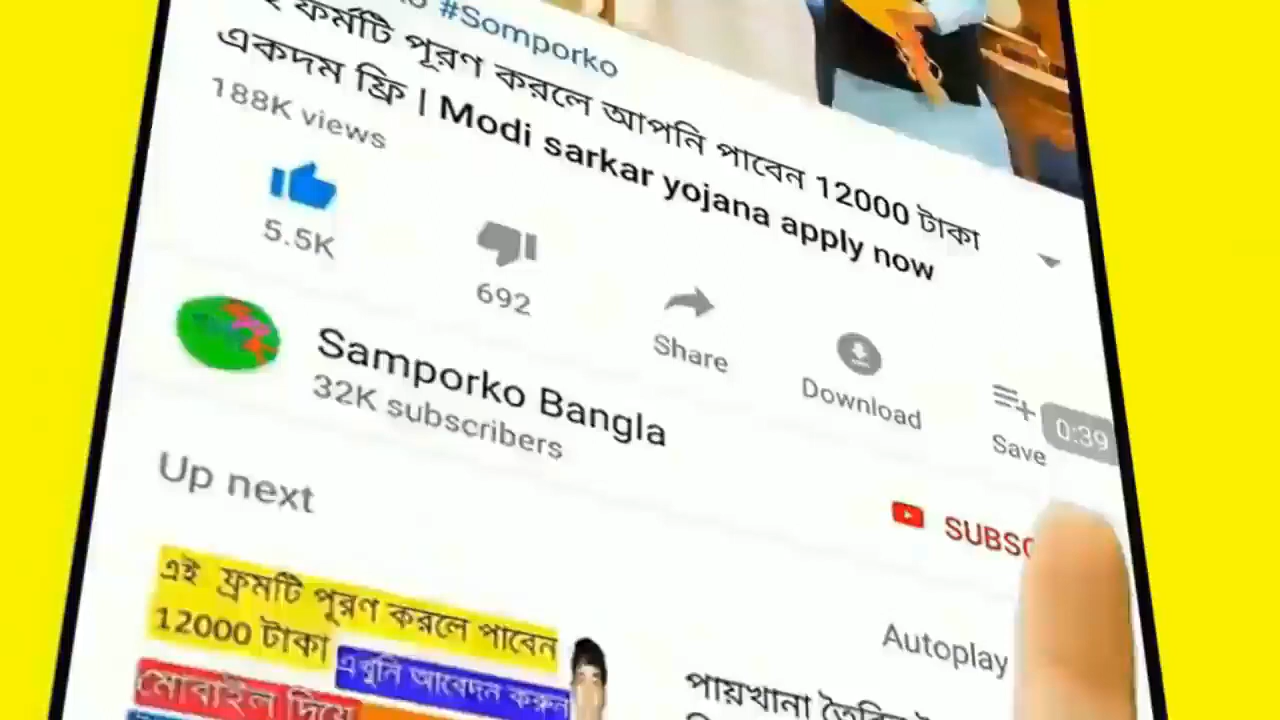 #Somporko
ফর্মটি পূরণ করলে আপনি পাবেন 12000 টাকা
একদম ফ্রি | Modi sarkar yojana apply now
188K views
5.5K
692
Share
Download
Save
0:39
Samporko Bangla
32K subscribers
SUBSC
Up next
Autoplay
এই ফ্রমটি পূরণ করলে পাবেন
12000 টাকা
এখুনি আবেদন করুন
মোবাইল দিয়ে
পায়খানা তৈরির